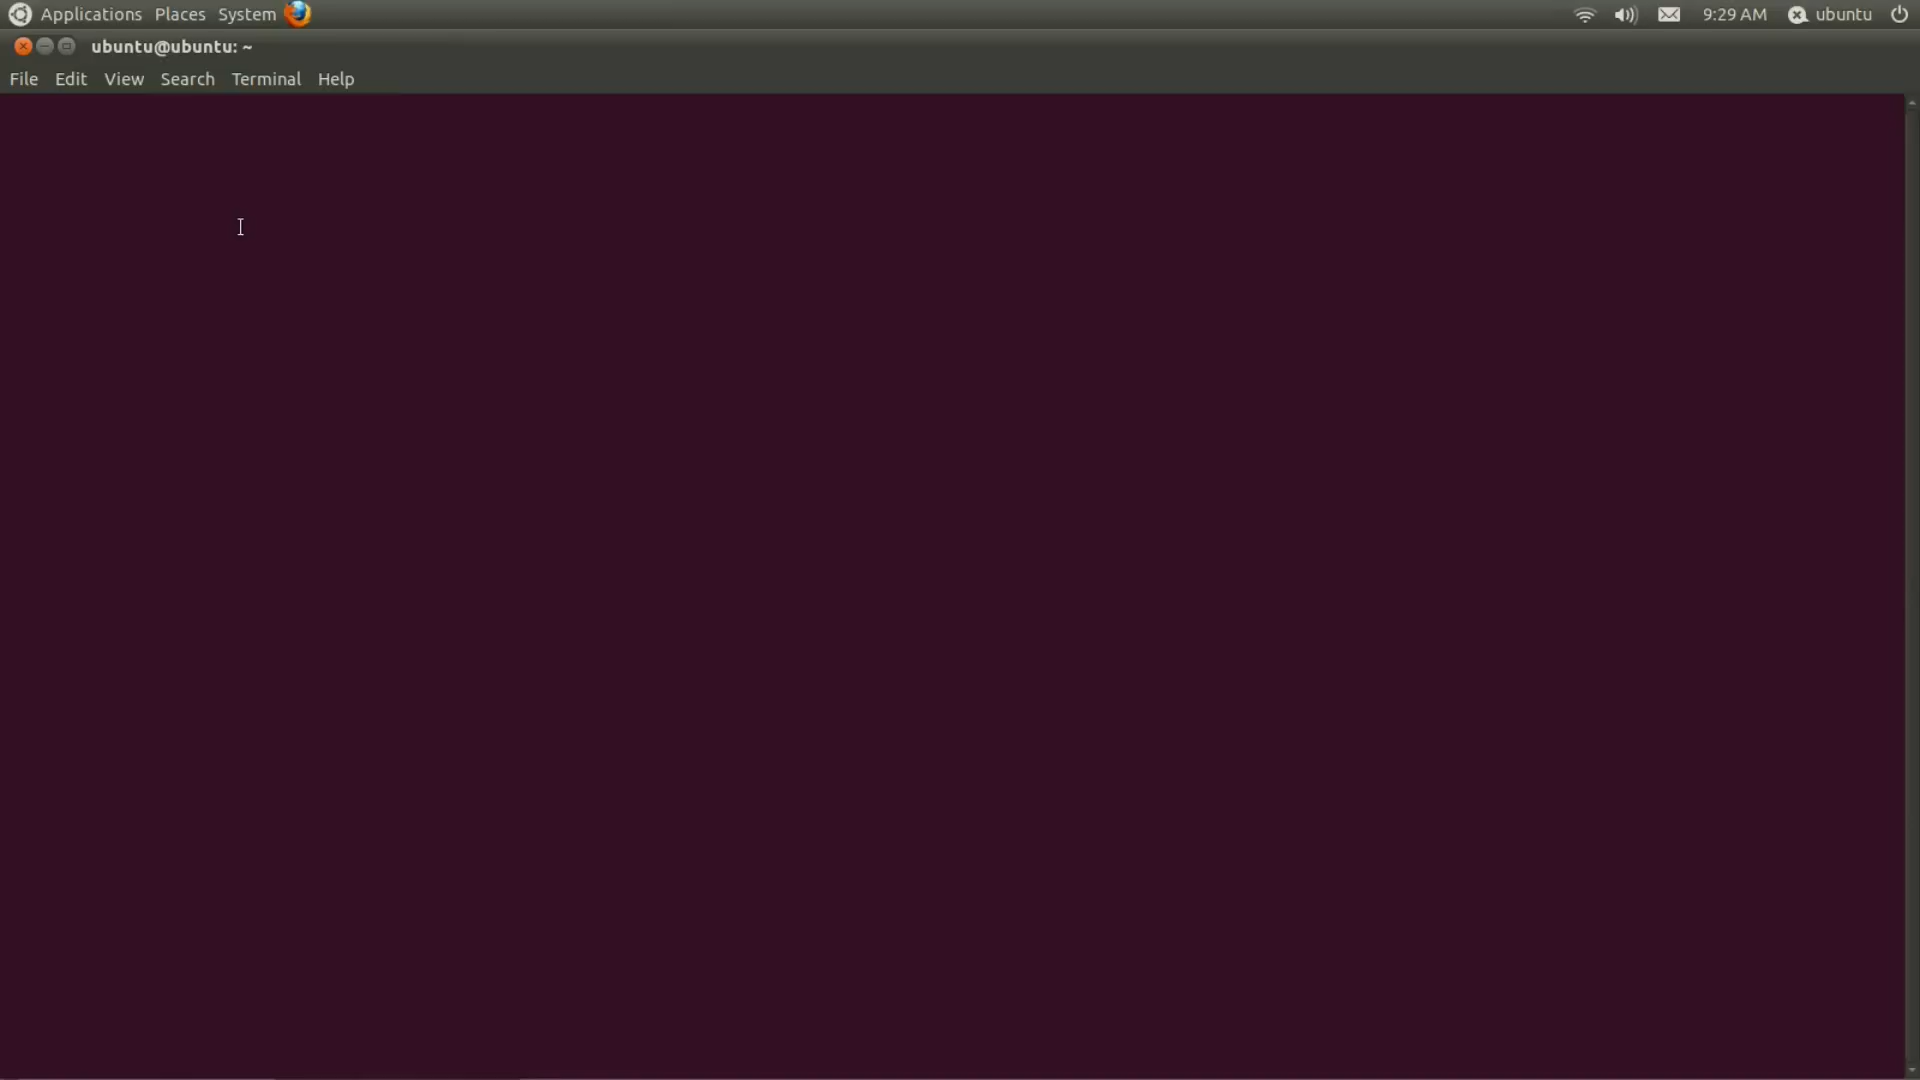 Applications Places System 9:29 AM ubuntu
ubuntu@ubuntu: ~
File Edit View Search Terminal Help